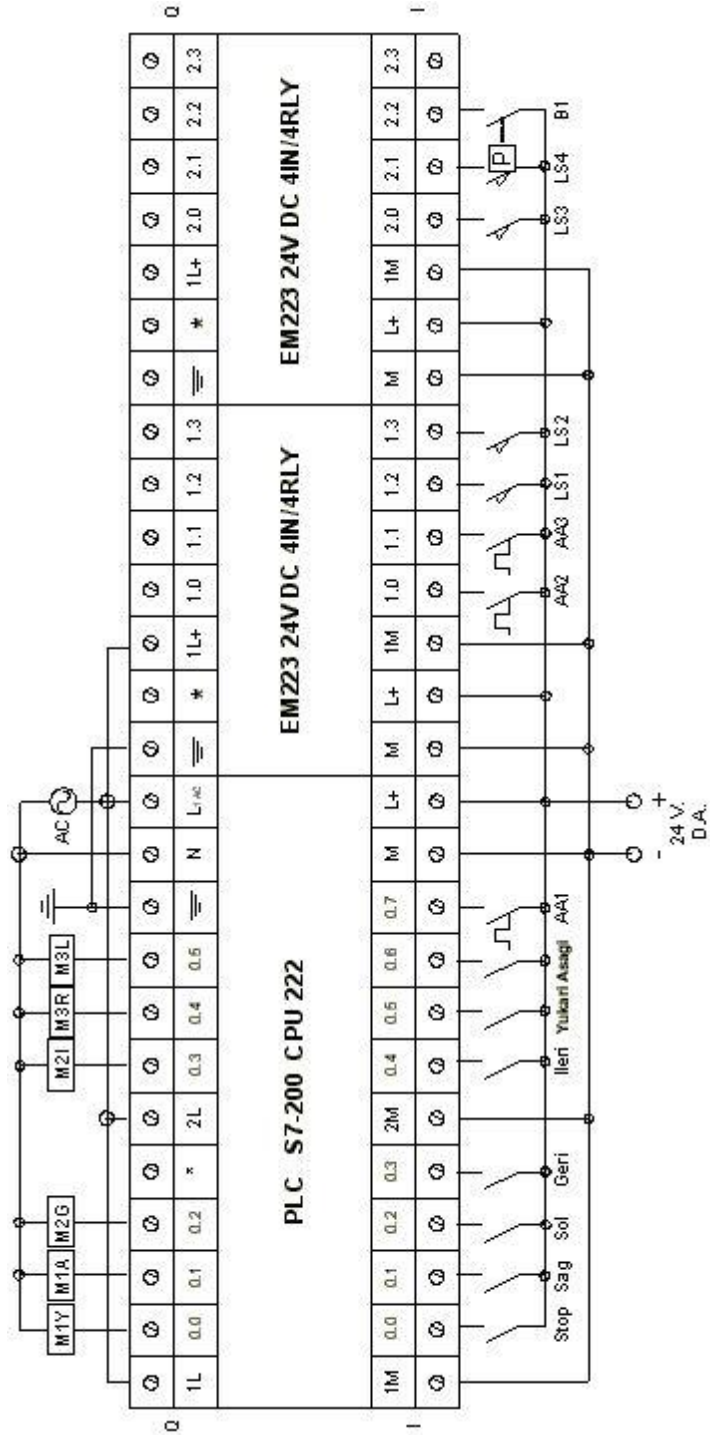 M1Y M1A M2G M2I M3R M3L AC
Q 1L 0.0 0.1 0.2 * 2L 0.3 0.4 0.5 N L1 AC * 1L+ 1.0 1.1 1.2 1.3 * 1L+ 2.0 2.1 2.2 2.3 Q
PLC S7-200 CPU 222
EM223 24V DC 4IN/4RLY
EM223 24V DC 4IN/4RLY
I 1M 0.0 0.1 0.2 0.3 2M 0.4 0.5 0.6 0.7 M L+ M L+ 1M 1.0 1.1 1.2 1.3 M L+ 1M 2.0 2.1 2.2 2.3 I
P
Stop Sag Sol Geri Ileri Yukari Asagi AA1 AA2 AA3 LS1 LS2 LS3 LS4 B1
- +
24 V.
D.A.